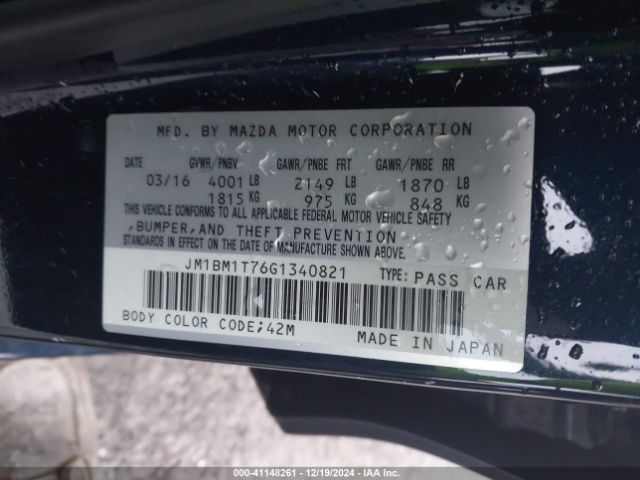 MFD. BY MAZDA MOTOR CORPORATION
DATE GVWR/PNBV GAWR/PNBE FRT GAWR/PNBE RR
03/16 4001 LB 2149 LB 1870 LB
1815 KG 975 KG 848 KG
THIS VEHICLE CONFORMS TO ALL APPLICABLE FEDERAL MOTOR VEHICLE SAFETY
,BUMPER,AND THEFT PREVENTION
STANDARDS IN EFFECT ON THE DATE OF MANUFACTURE SHOWN ABOVE.
JM1BM1T76G1340821 TYPE: PASS CAR
BODY COLOR CODE;42M MADE IN JAPAN
000-41148261 - 12/19/2024 - IAA Inc.